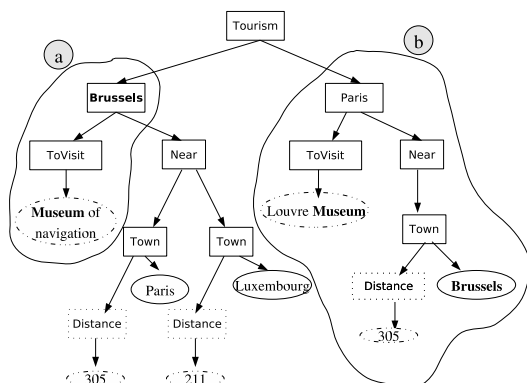 Tourism
a
b
Brussels
Paris
ToVisit
Near
ToVisit
Near
Museum of
navigation
Louvre Museum
Town
Town
Town
Paris
Luxembourg
Distance
Brussels
Distance
Distance
305
305
211